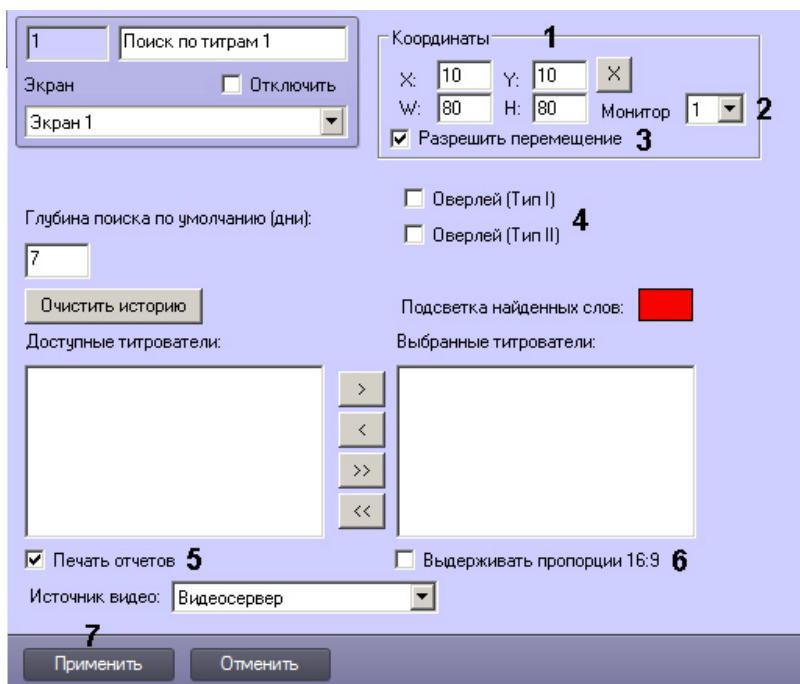 1 Поиск по титрам 1
Экран Отключить
Экран 1
Координаты 1
X: 10 Y: 10 X
W: 80 H: 80 Монитор 1 2
Разрешить перемещение 3
Оверлей (Тип I)
Оверлей (Тип II) 4
Глубина поиска по умолчанию (дни):
7
Очистить историю
Подсветка найденных слов:
Доступные титрователи:
Выбранные титрователи:
>
<
>>
<<
Печать отчетов 5
Выдерживать пропорции 16:9 6
Источник видео: Видеосервер
7
Применить Отменить